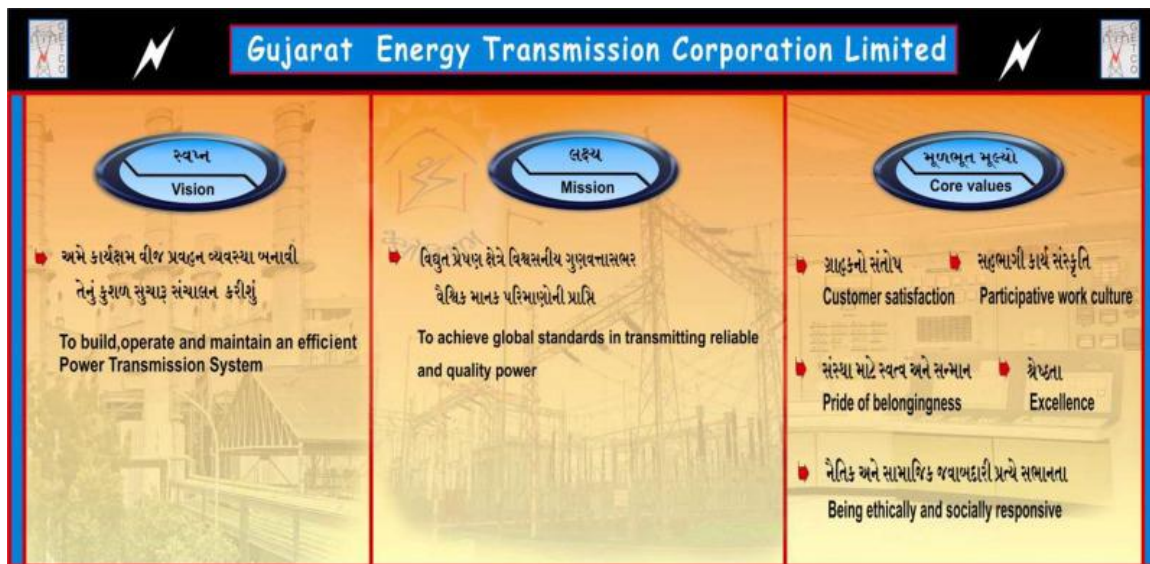 GETCO
Gujarat Energy Transmission Corporation Limited
GETCO
સ્વપ્ન
Vision
અમે કાર્યક્ષમ વીજ પ્રવહન વ્યવસ્થા બનાવી
તેનું કુશળ સુચારૂ સંચાલન કરીશું
To build,operate and maintain an efficient
Power Transmission System
લક્ષ્ય
Mission
વિદ્યુત પ્રેષણ ક્ષેત્રે વિશ્વસનીય ગુણવત્તાસભર
વૈશ્વિક માનક પરિમાણોની પ્રાપ્તિ
To achieve global standards in transmitting reliable
and quality power
મૂળભૂત મૂલ્યો
Core values
ગ્રાહકનો સંતોષ
Customer satisfaction
સહભાગી કાર્ય સંસ્કૃતિ
Participative work culture
સંસ્થા માટે સ્વત્વ અને સન્માન
Pride of belongingness
શ્રેષ્ઠતા
Excellence
નૈતિક અને સામાજિક જવાબદારી પ્રત્યે સભાનતા
Being ethically and socially responsive